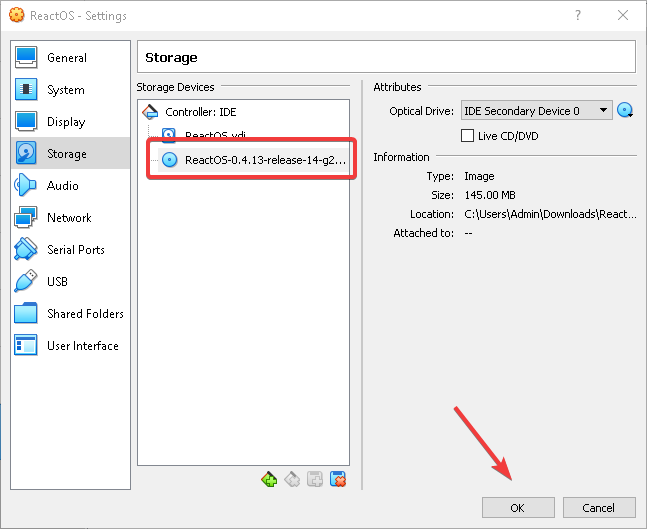 ReactOS - Settings
?
General
System
Display
Storage
Audio
Network
Serial Ports
USB
Shared Folders
User Interface
Storage
Storage Devices
Controller: IDE
ReactOS.vdi
ReactOS-0.4.13-release-14-g2...
Attributes
Optical Drive: IDE Secondary Device 0
Live CD/DVD
Information
Type: Image
Size: 145.00 MB
Location: C:\Users\Admin\Downloads\React...
Attached to: --
OK Cancel